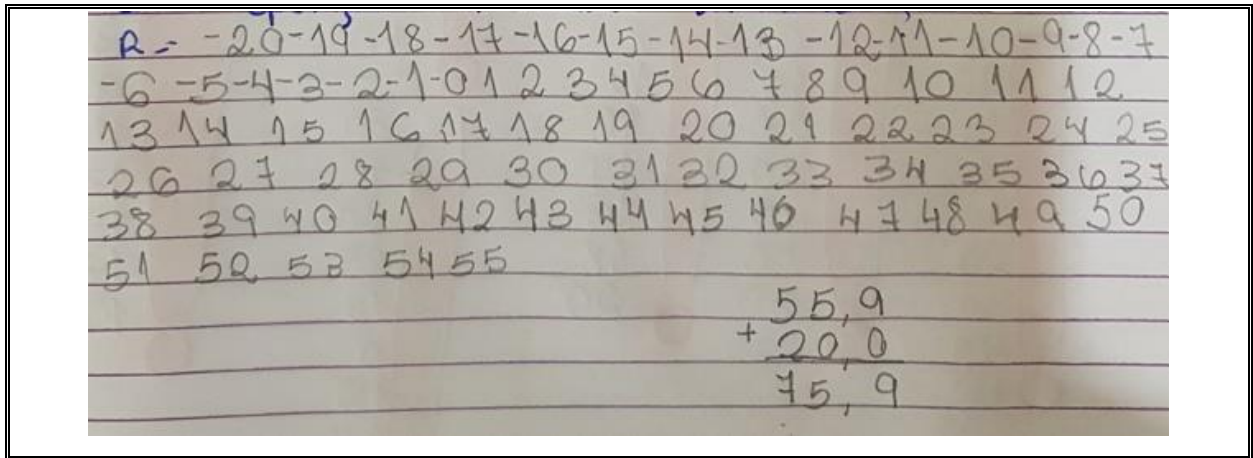 R - -20-19-18-17-16-15-14-13-12-11-10-9-8-7
-6-5-4-3-2-1-0 1 2 3 4 5 6 7 8 9 10 11 12
13 14 15 16 17 18 19 20 21 22 23 24 25
26 27 28 29 30 31 32 33 34 35 36 37
38 39 40 41 42 43 44 45 46 47 48 49 50
51 52 53 54 55
55,9
+ 20,0
75,9